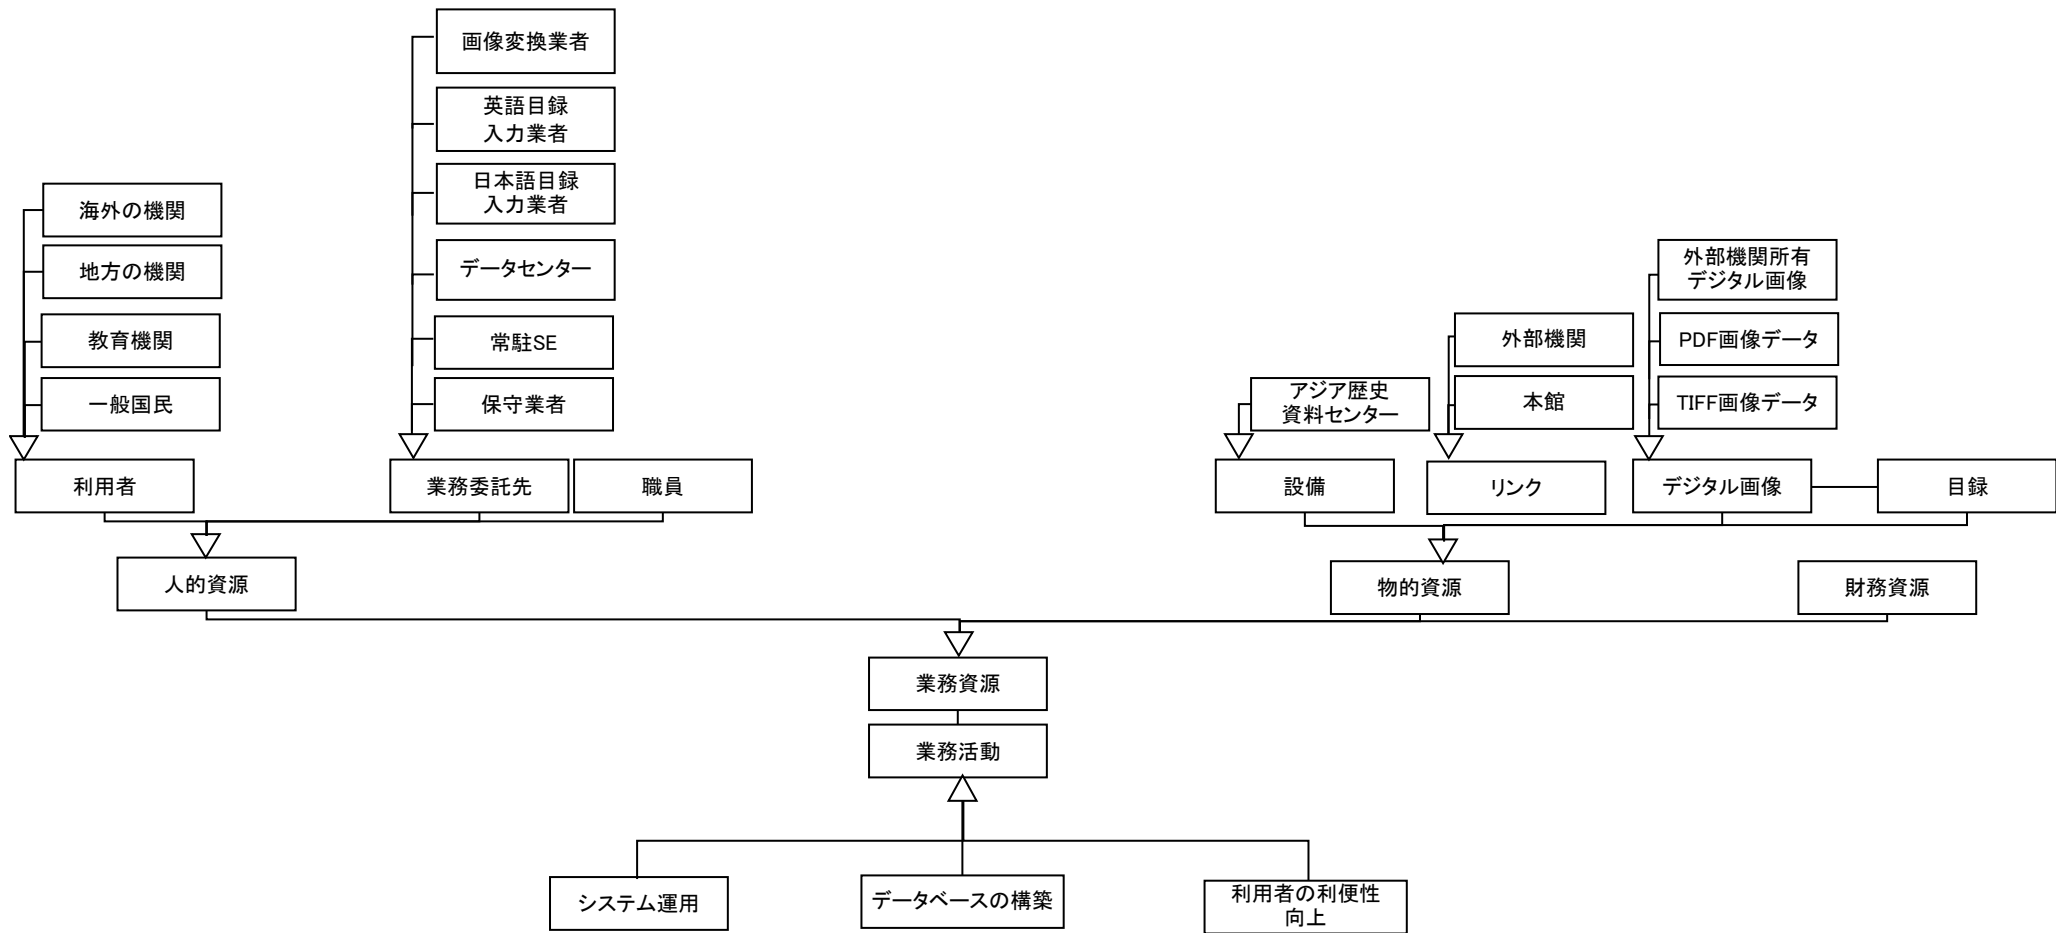 画像変換業者
英語目録
入力業者
日本語目録
入力業者
データセンター
常駐SE
保守業者
海外の機関
地方の機関
教育機関
一般国民
外部機関所有
デジタル画像
PDF画像データ
TIFF画像データ
外部機関
本館
アジア歴史
資料センター
利用者
業務委託先
職員
設備
リンク
デジタル画像
目録
人的資源
物的資源
財務資源
業務資源
業務活動
システム運用
データベースの構築
利用者の利便性
向上